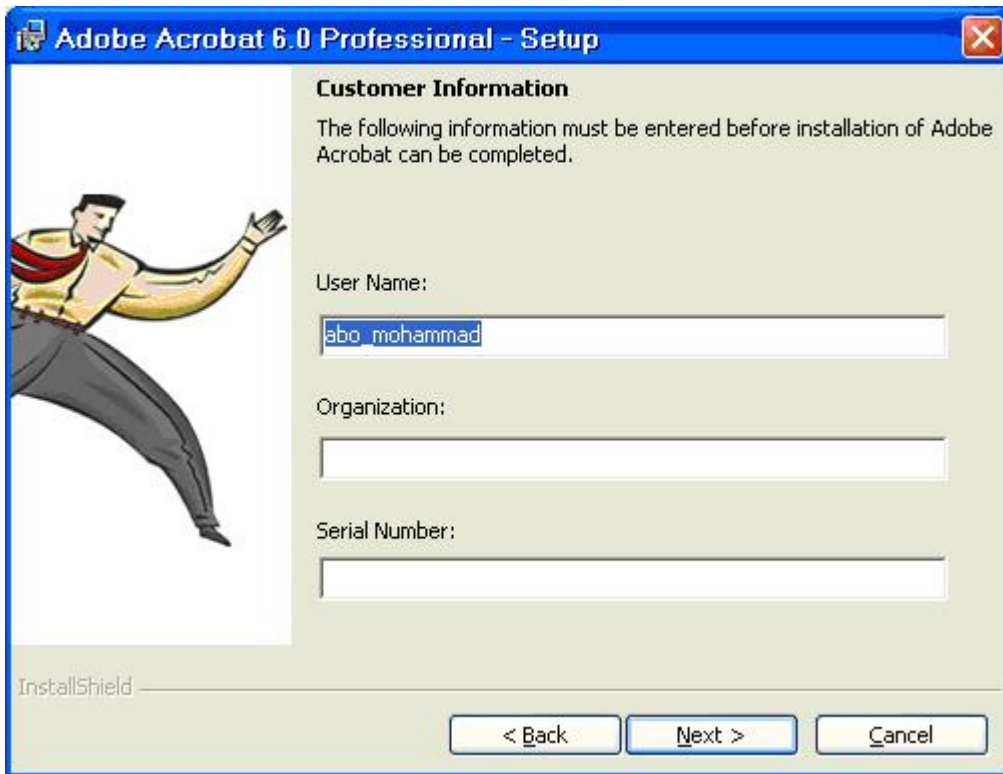 Adobe Acrobat 6.0 Professional - Setup
Customer Information
The following information must be entered before installation of Adobe
Acrobat can be completed.
User Name:
abo_mohammad
Organization:
Serial Number:
InstallShield
< Back Next > Cancel